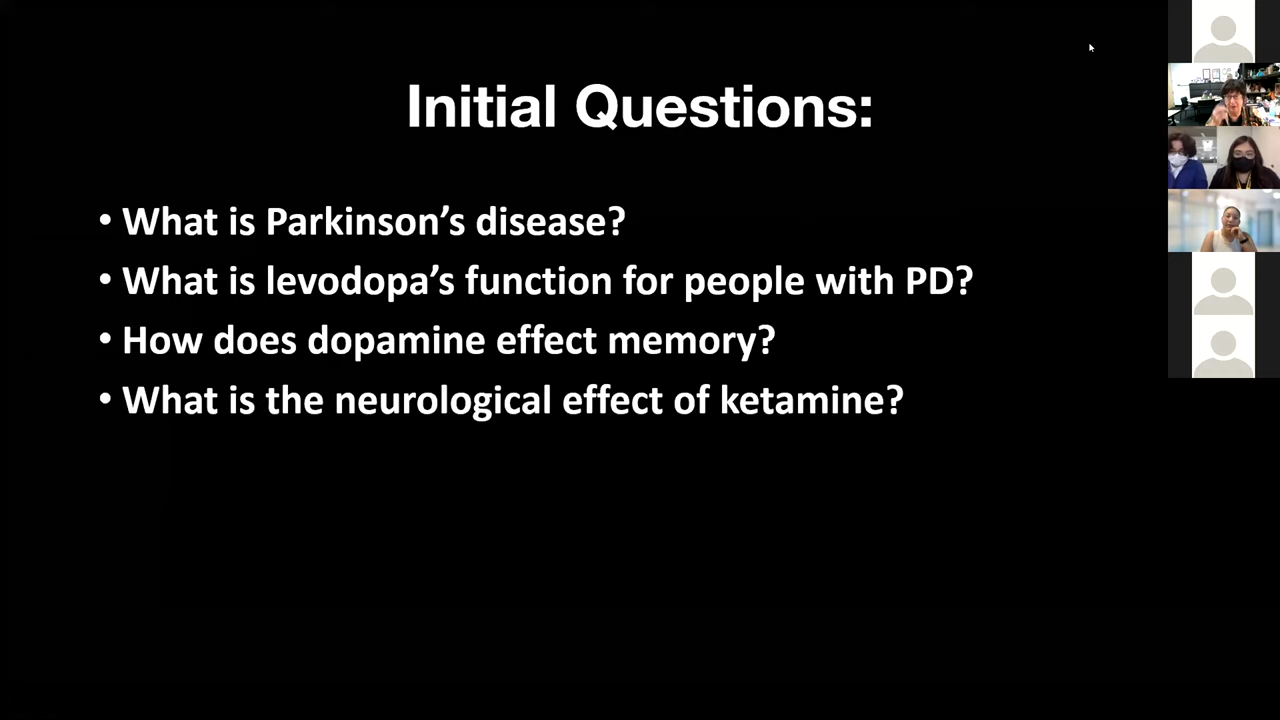 Initial Questions:
• What is Parkinson’s disease?
• What is levodopa’s function for people with PD?
• How does dopamine effect memory?
• What is the neurological effect of ketamine?